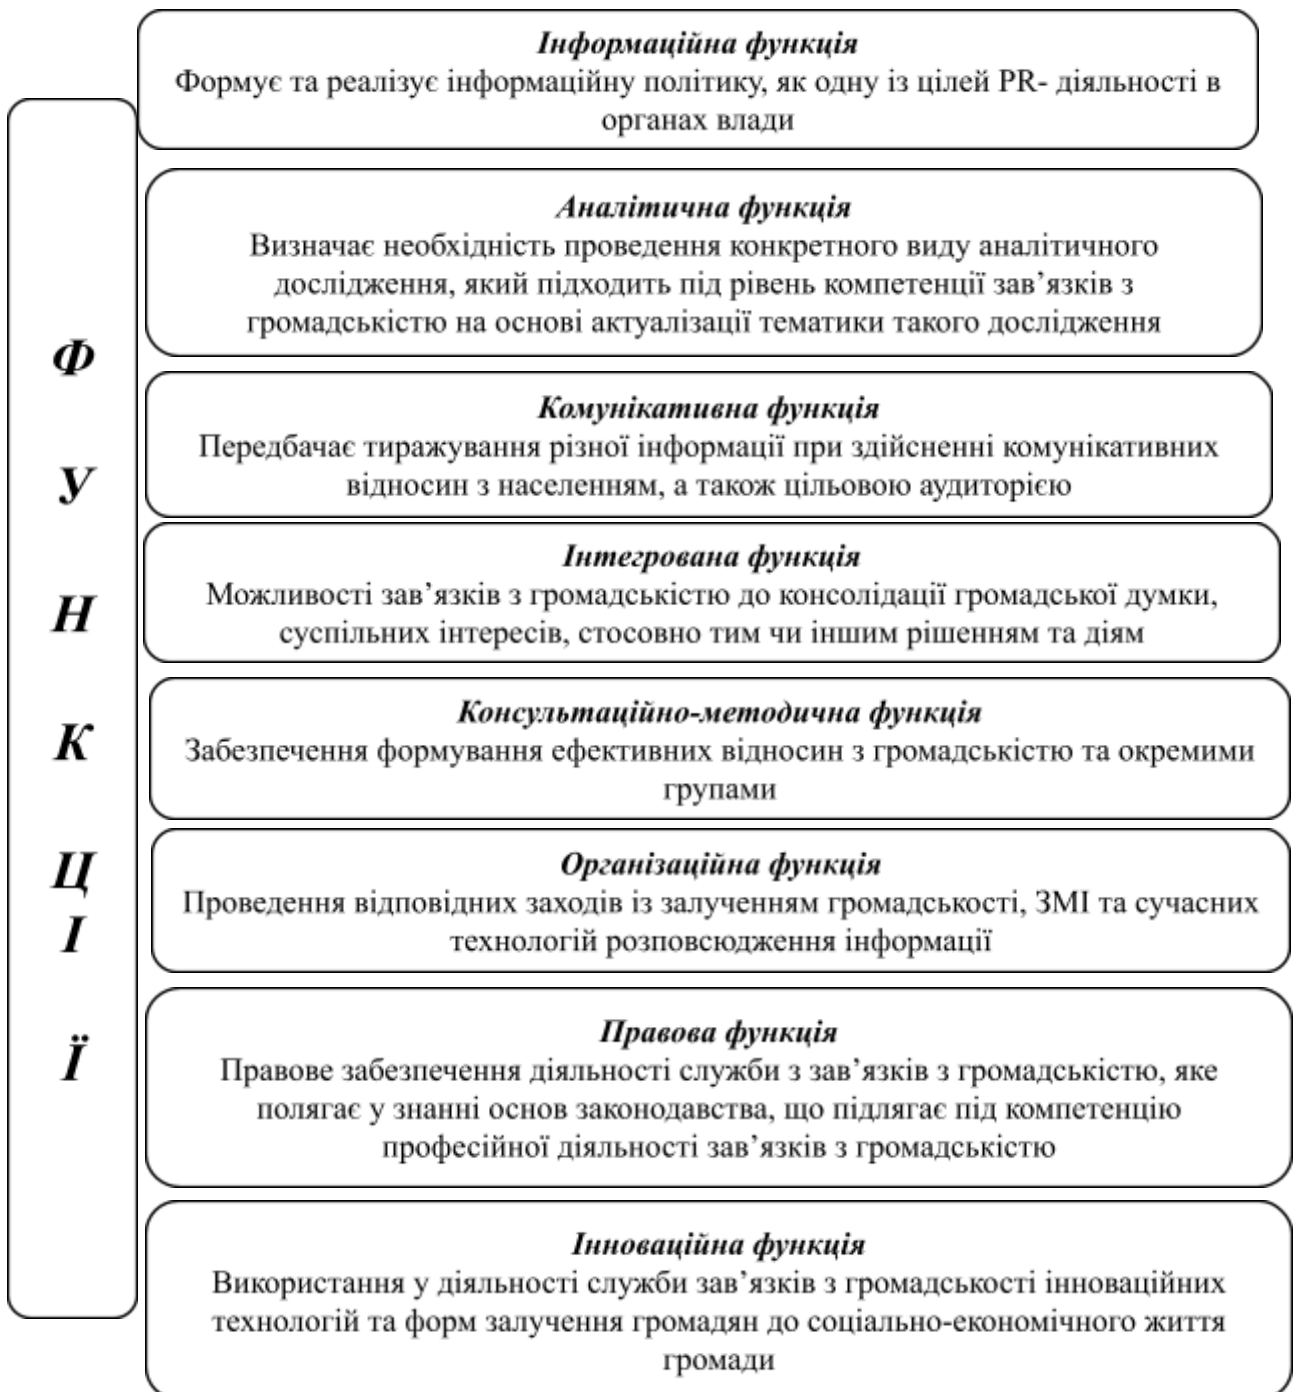 Інформаційна функція
Формує та реалізує інформаційну політику, як одну із цілей PR- діяльності в
органах влади
Аналітична функція
Визначає необхідність проведення конкретного виду аналітичного
дослідження, який підходить під рівень компетенції зав’язків з
громадськістю на основі актуалізації тематики такого дослідження
Комунікативна функція
Передбачає тиражування різної інформації при здійсненні комунікативних
відносин з населенням, а також цільовою аудиторією
Інтегрована функція
Можливості зав’язків з громадськістю до консолідації громадської думки,
суспільних інтересів, стосовно тим чи іншим рішенням та діям
Консультаційно-методична функція
Забезпечення формування ефективних відносин з громадськістю та окремими
групами
Організаційна функція
Проведення відповідних заходів із залученням громадськості, ЗМІ та сучасних
технологій розповсюдження інформації
Правова функція
Правове забезпечення діяльності служби з зав’язків з громадськістю, яке
полягає у знанні основ законодавства, що підлягає під компетенцію
професійної діяльності зав’язків з громадськістю
Інноваційна функція
Використання у діяльності служби зав’язків з громадськості інноваційних
технологій та форм залучення громадян до соціально-економічного життя
громади
Ф
У
Н
К
Ц
І
Ї